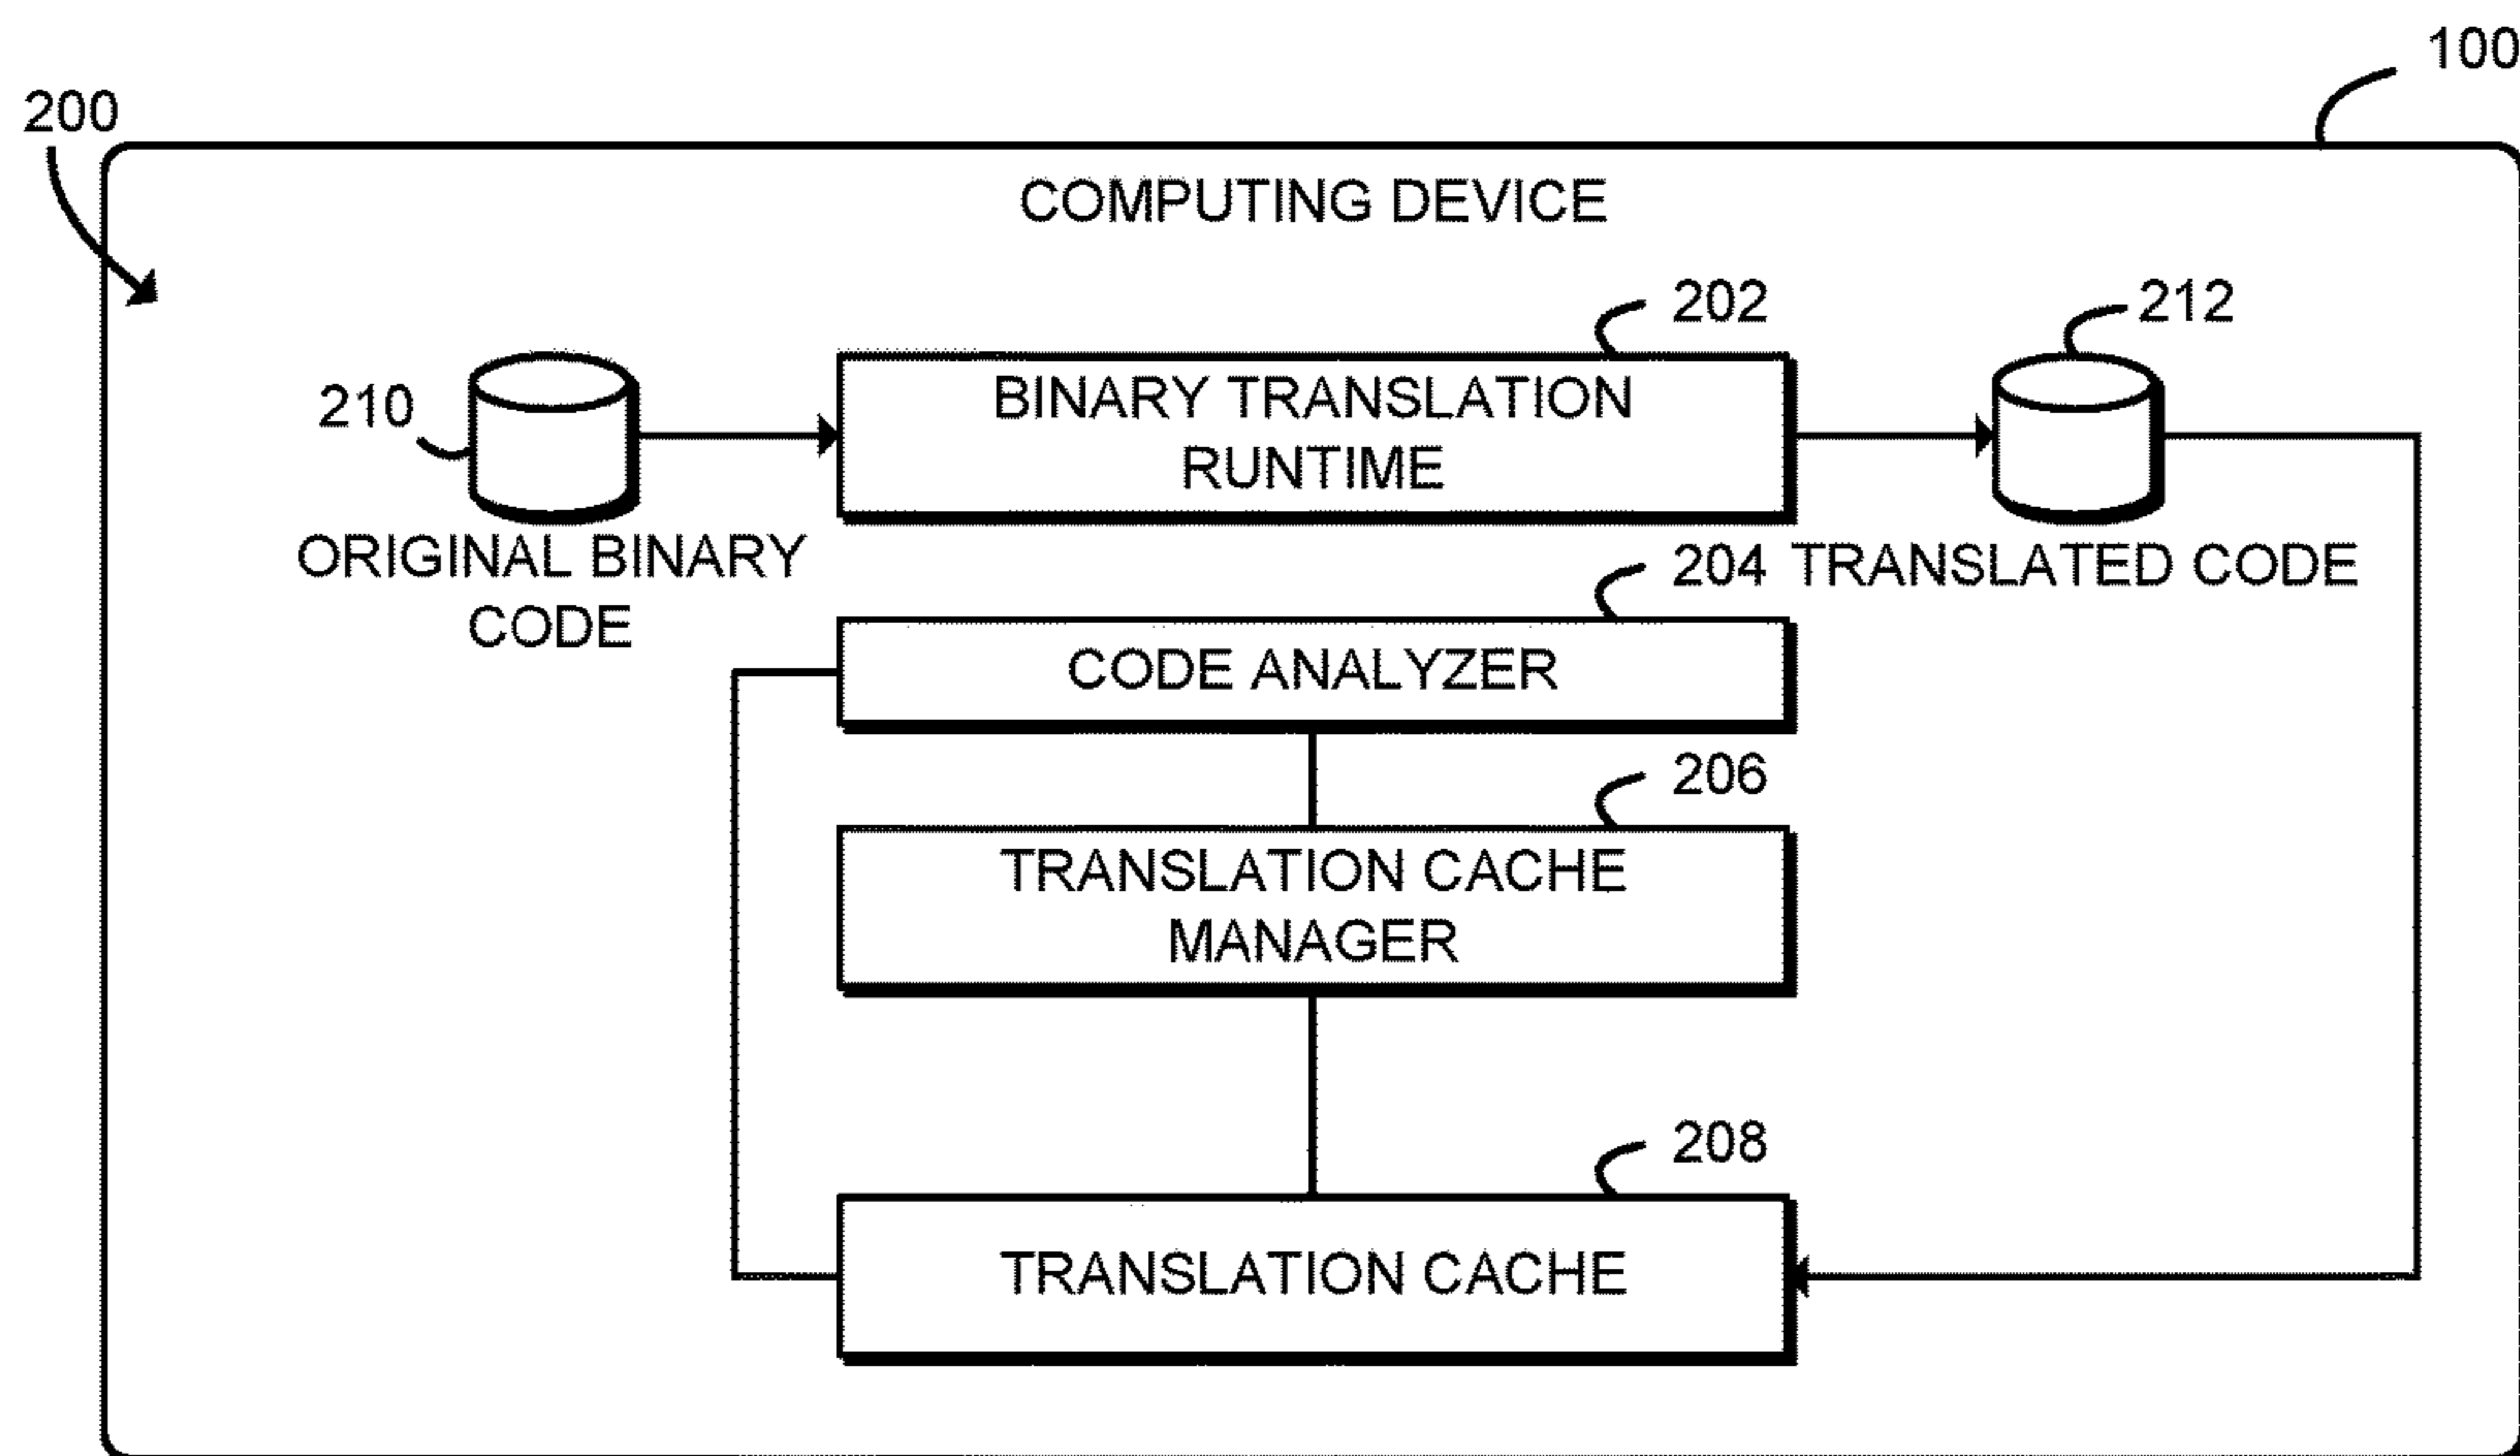 100
200
COMPUTING DEVICE
202
212
210
BINARY TRANSLATION
RUNTIME
ORIGINAL BINARY
CODE
204
TRANSLATED CODE
CODE ANALYZER
206
TRANSLATION CACHE
MANAGER
208
TRANSLATION CACHE